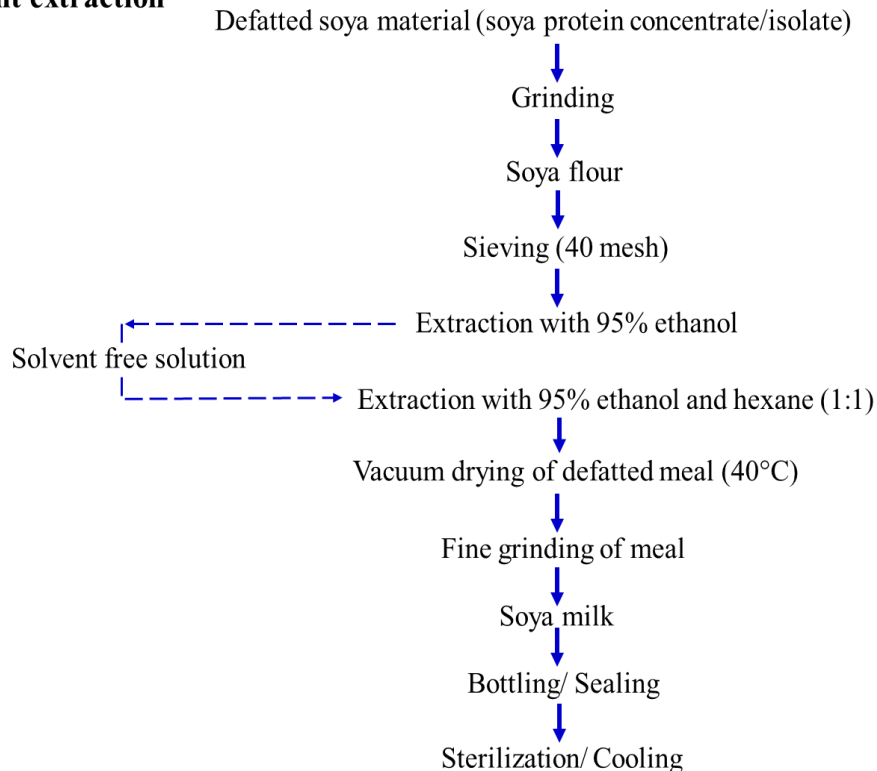 extraction
Defatted soya material (soya protein concentrate/isolate)
Grinding
Soya flour
Sieving (40 mesh)
Extraction with 95% ethanol
Solvent free solution
Extraction with 95% ethanol and hexane (1:1)
Vacuum drying of defatted meal (40°C)
Fine grinding of meal
Soya milk
Bottling/ Sealing
Sterilization/ Cooling